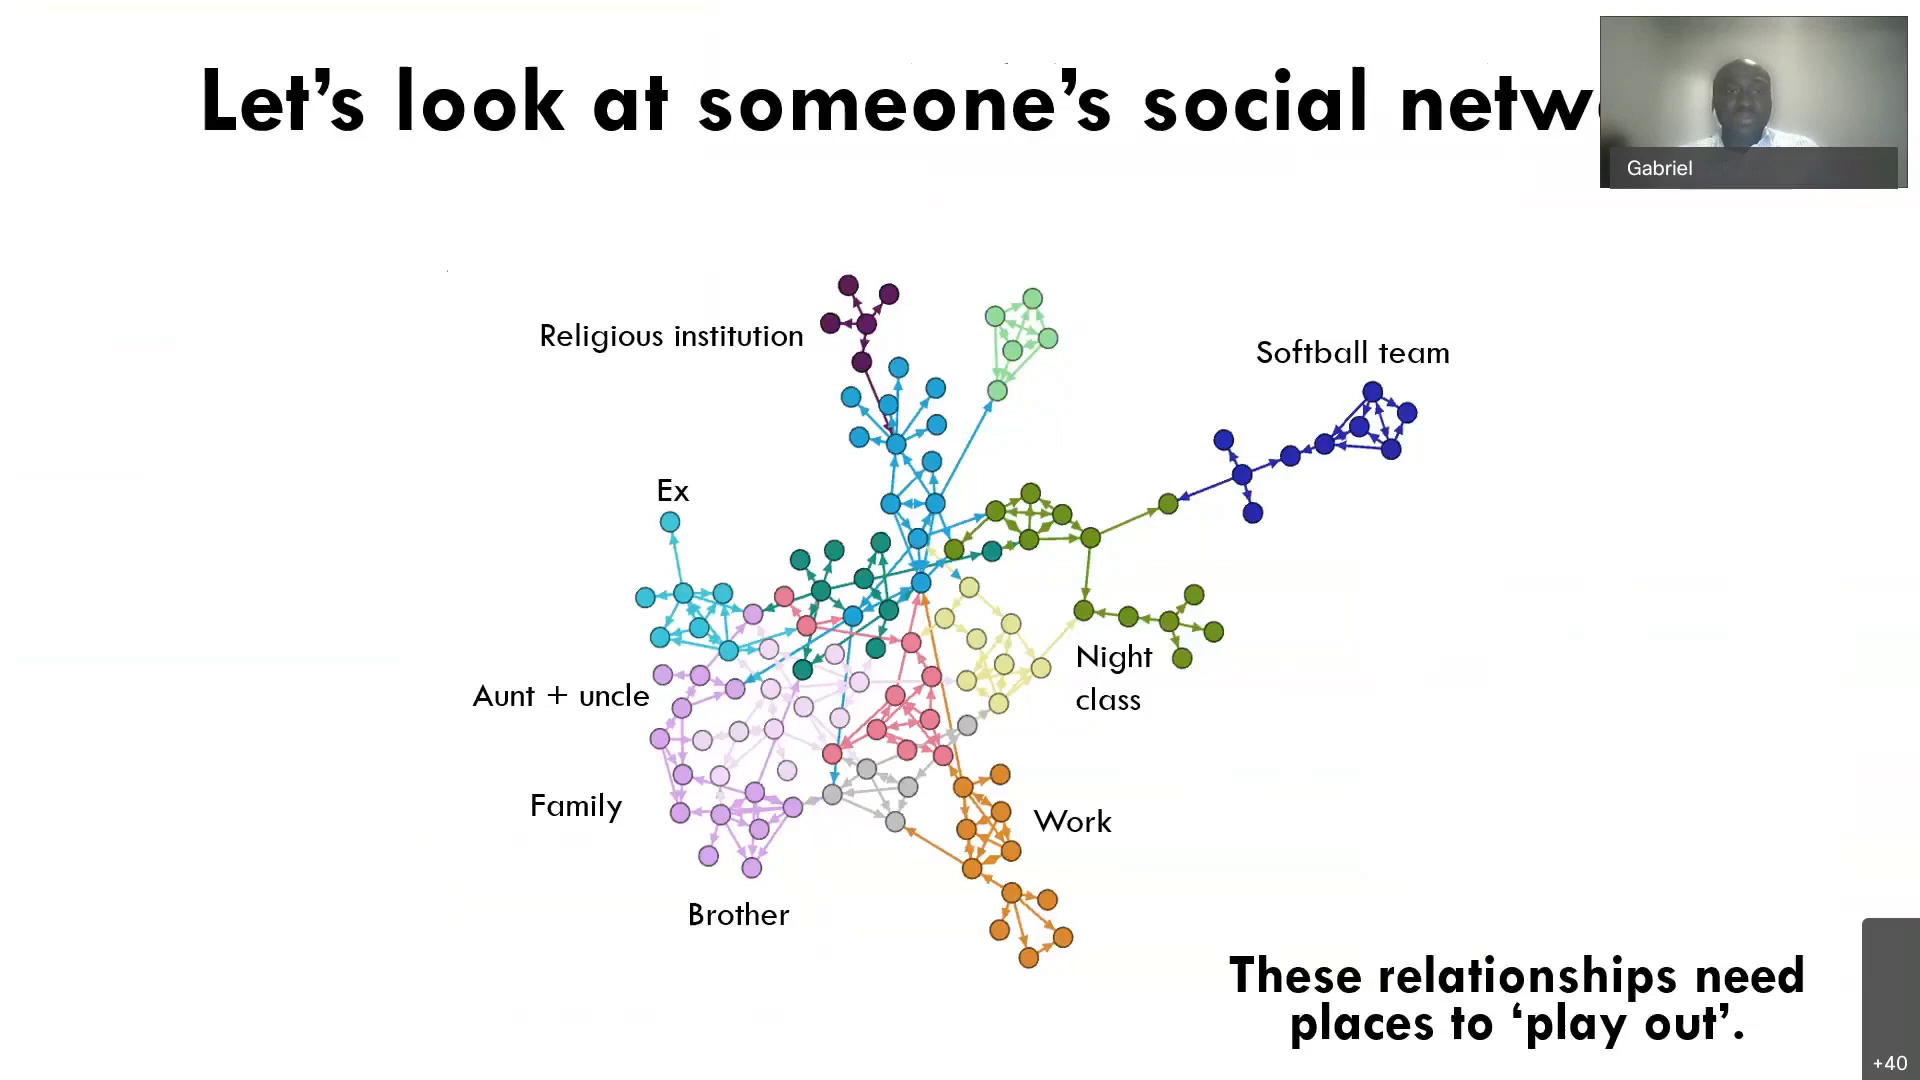 Let's look at someone's social netw
Gabriel
Religious institution
Softball team
Ex
Night
class
Aunt + uncle
Family
Work
Brother
These relationships need
places to 'play out'.
+40